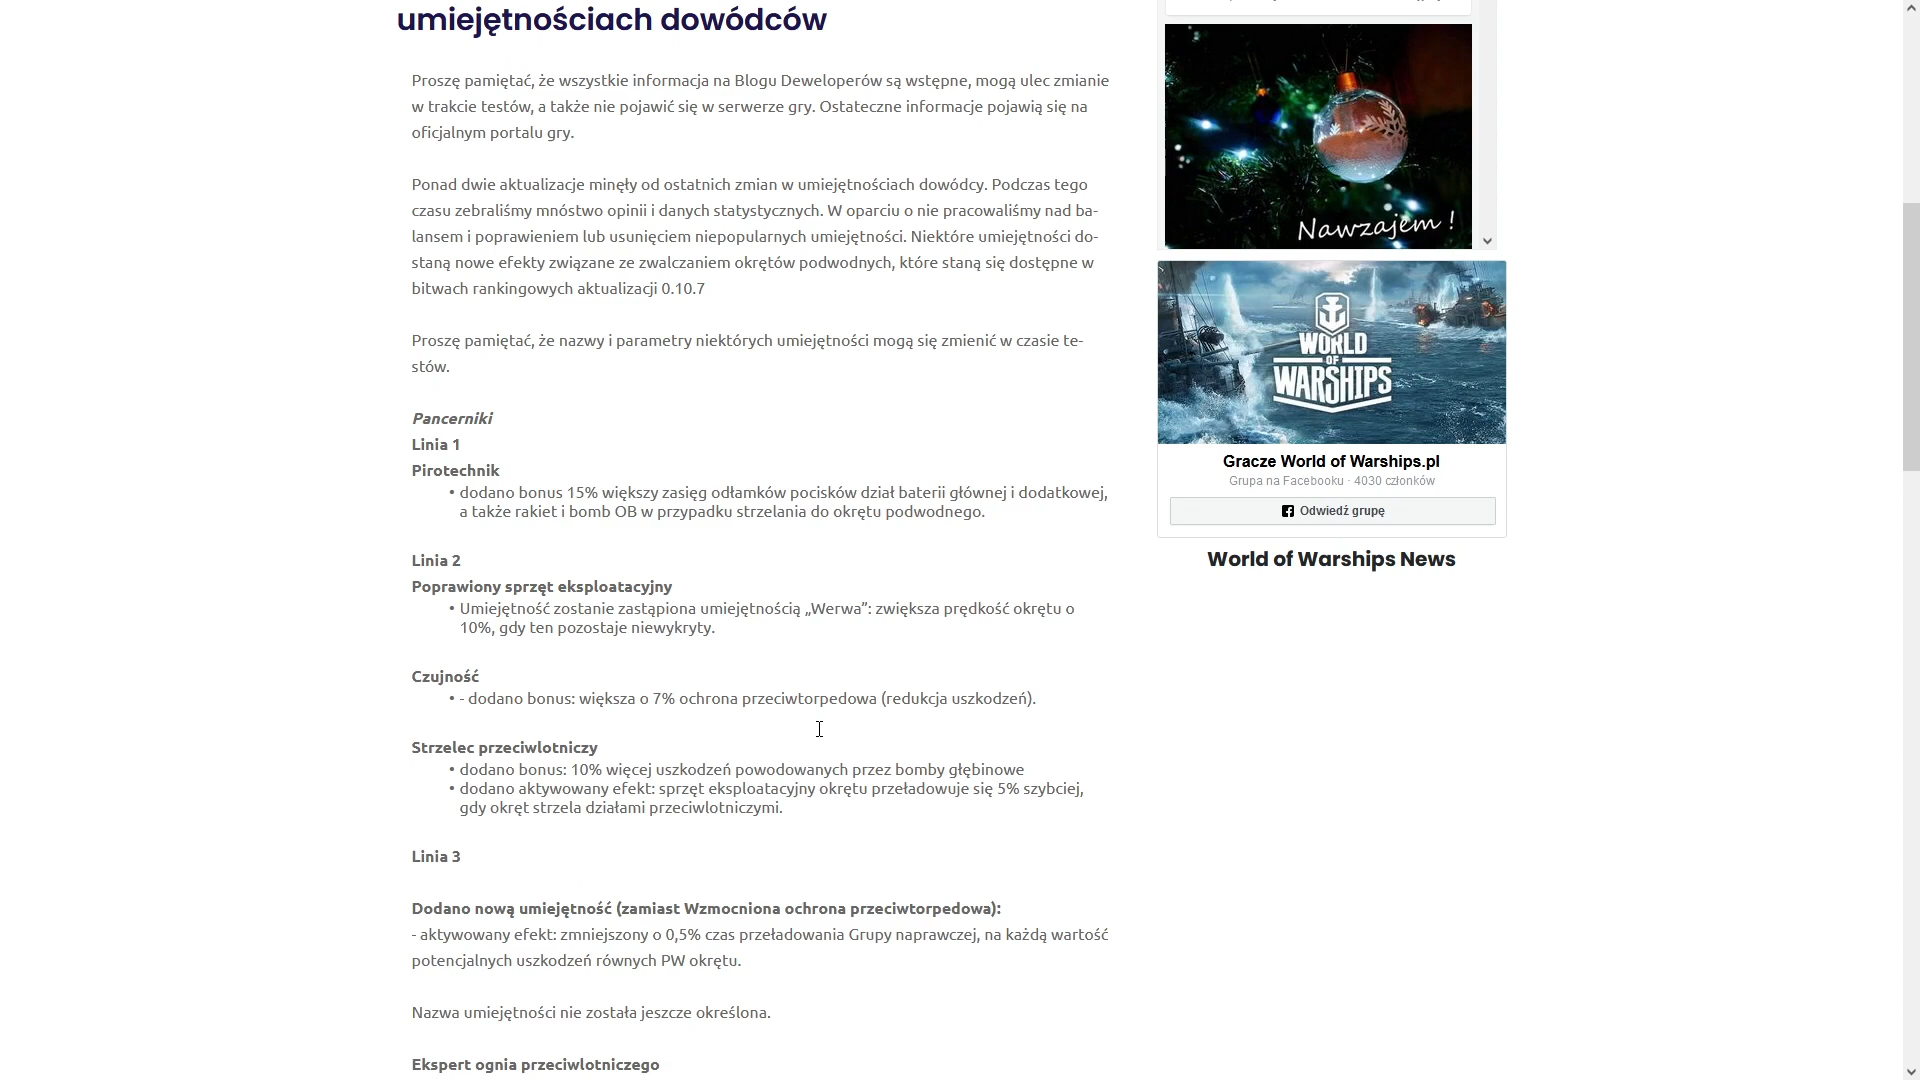 umiejętnościach dowódców
Proszę pamiętać, że wszystkie informacja na Blogu Deweloperów są wstępne, mogą ulec zmianie
w trakcie testów, a także nie pojawić się w serwerze gry. Ostateczne informacje pojawią się na
oficjalnym portalu gry.
Ponad dwie aktualizacje minęły od ostatnich zmian w umiejętnościach dowódcy. Podczas tego
czasu zebraliśmy mnóstwo opinii i danych statystycznych. W oparciu o nie pracowaliśmy nad ba-
lansem i poprawieniem lub usunięciem niepopularnych umiejętności. Niektóre umiejętności do-
staną nowe efekty związane ze zwalczaniem okrętów podwodnych, które staną się dostępne w
bitwach rankingowych aktualizacji 0.10.7
Proszę pamiętać, że nazwy i parametry niektórych umiejętności mogą się zmienić w czasie te-
stów.
Pancerniki
Linia 1
Pirotechnik
• dodano bonus 15% większy zasięg odłamków pocisków dział baterii głównej i dodatkowej,
a także rakiet i bomb OB w przypadku strzelania do okrętu podwodnego.
Linia 2
Poprawiony sprzęt eksploatacyjny
• Umiejętność zostanie zastąpiona umiejętnością „Werwa”: zwiększa prędkość okrętu o
10%, gdy ten pozostaje niewykryty.
Czujność
• - dodano bonus: większa o 7% ochrona przeciwtorpedowa (redukcja uszkodzeń).
Strzelec przeciwlotniczy
• dodano bonus: 10% więcej uszkodzeń powodowanych przez bomby głębinowe
• dodano aktywowany efekt: sprzęt eksploatacyjny okrętu przeładowuje się 5% szybciej,
gdy okręt strzela działami przeciwlotniczymi.
Linia 3
Dodano nową umiejętność (zamiast Wzmocniona ochrona przeciwtorpedowa):
- aktywowany efekt: zmniejszony o 0,5% czas przeładowania Grupy naprawczej, na każdą wartość
potencjalnych uszkodzeń równych PW okrętu.
Nazwa umiejętności nie została jeszcze określona.
Ekspert ognia przeciwlotniczego
Nawzajem !
WORLD
OF
WARSHIPS
Gracze World of Warships.pl
Grupa na Facebooku · 4030 członków
Odwiedź grupę
World of Warships News